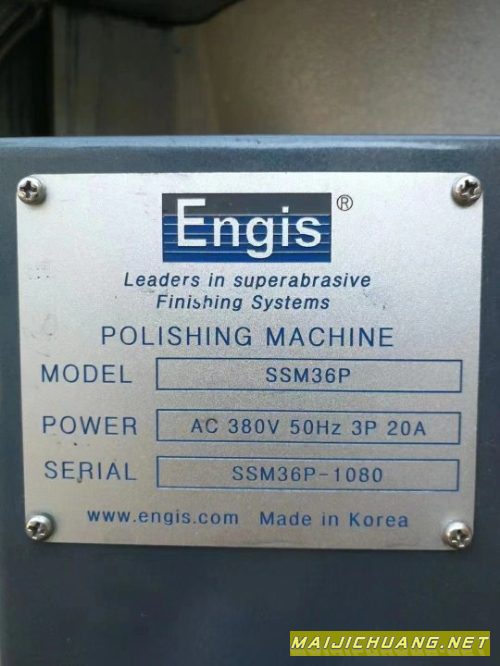 Engis®
Leaders in superabrasive
Finishing Systems
POLISHING MACHINE
MODEL SSM36P
POWER AC 380V 50Hz 3P 20A
SERIAL SSM36P-1080
www.engis.com Made in Korea
MAIJICHUANG.NET